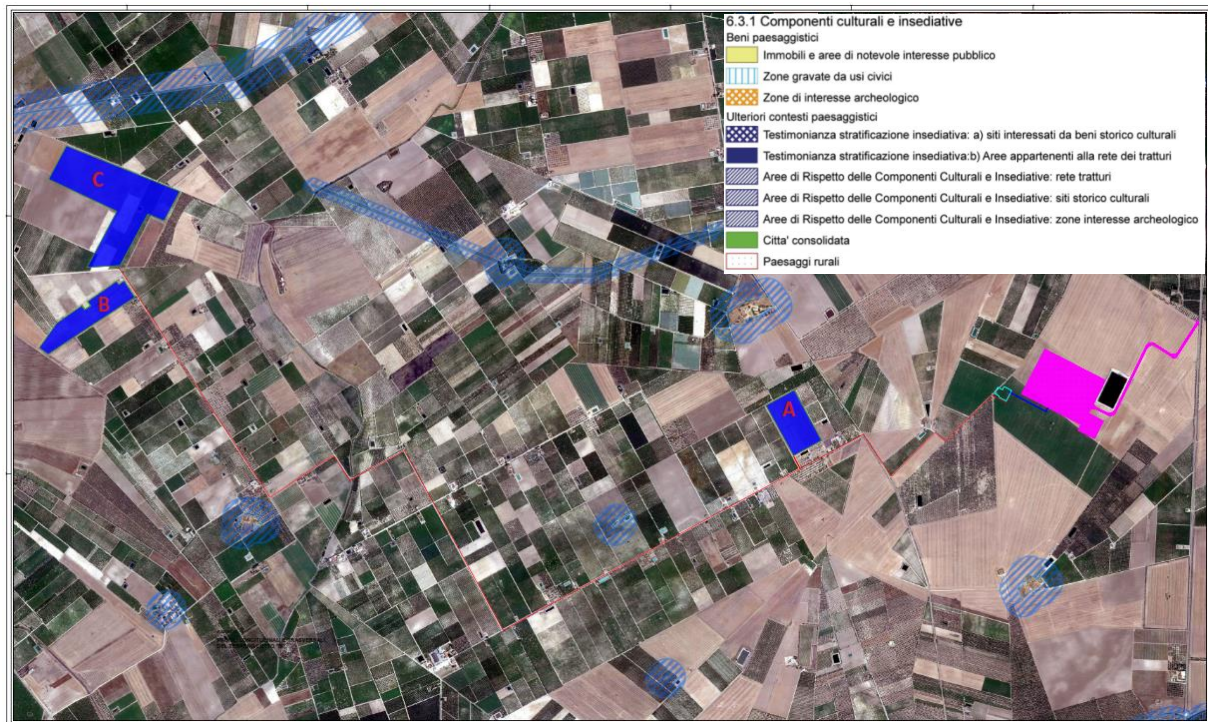 6.3.1 Componenti culturali e insediative
Beni paesaggistici
Immobili e aree di notevole interesse pubblico
Zone gravate da usi civici
Zone di interesse archeologico
Ulteriori contesti paesaggistici
Testimonianza stratificazione insediativa: a) siti interessati da beni storico culturali
Testimonianza stratificazione insediativa:b) Aree appartenenti alla rete dei tratturi
Aree di Rispetto delle Componenti Culturali e Insediative: rete tratturi
Aree di Rispetto delle Componenti Culturali e Insediative: siti storico culturali
Aree di Rispetto delle Componenti Culturali e Insediative: zone interesse archeologico
Citta' consolidata
Paesaggi rurali
C
B
A